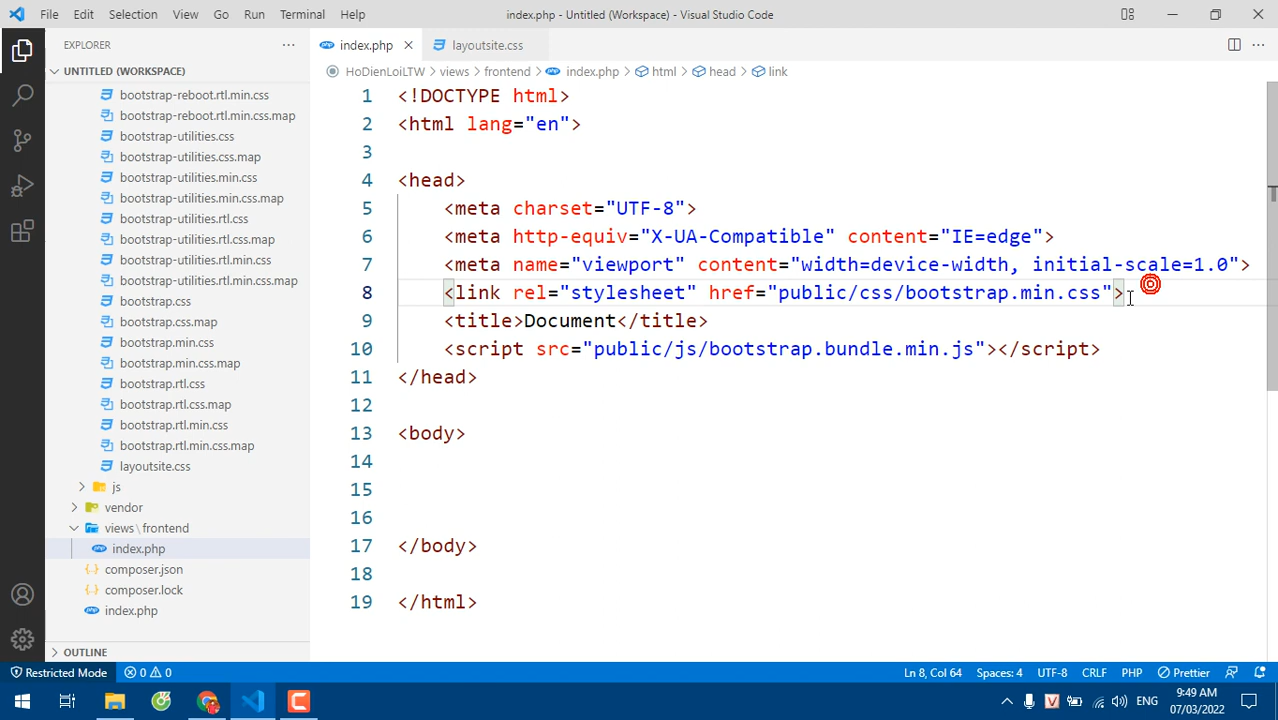 File Edit Selection View Go Run Terminal Help
index.php - Untitled (Workspace) - Visual Studio Code
EXPLORER
index.php
layoutsite.css
UNTITLED (WORKSPACE)
HoDienLoiLTW > views > frontend > index.php > html > head > link
bootstrap-reboot.rtl.min.css
bootstrap-reboot.rtl.min.css.map
bootstrap-utilities.css
bootstrap-utilities.css.map
bootstrap-utilities.min.css
bootstrap-utilities.min.css.map
bootstrap-utilities.rtl.css
bootstrap-utilities.rtl.css.map
bootstrap-utilities.rtl.min.css
bootstrap-utilities.rtl.min.css.map
bootstrap.css
bootstrap.css.map
bootstrap.min.css
bootstrap.min.css.map
bootstrap.rtl.css
bootstrap.rtl.css.map
bootstrap.rtl.min.css
bootstrap.rtl.min.css.map
layoutsite.css
js
vendor
views \ frontend
index.php
composer.json
composer.lock
index.php
OUTLINE
1 <!DOCTYPE html>
2 <html lang="en">
3
4 <head>
5 <meta charset="UTF-8">
6 <meta http-equiv="X-UA-Compatible" content="IE=edge">
7 <meta name="viewport" content="width=device-width, initial-scale=1.0">
8 <link rel="stylesheet" href="public/css/bootstrap.min.css">
9 <title>Document</title>
10 <script src="public/js/bootstrap.bundle.min.js"></script>
11 </head>
12
13 <body>
14
15
16
17 </body>
18
19 </html>
Restricted Mode 0 0 Ln 8, Col 64 Spaces: 4 UTF-8 CRLF PHP Prettier
V ENG 9:49 AM
07/03/2022